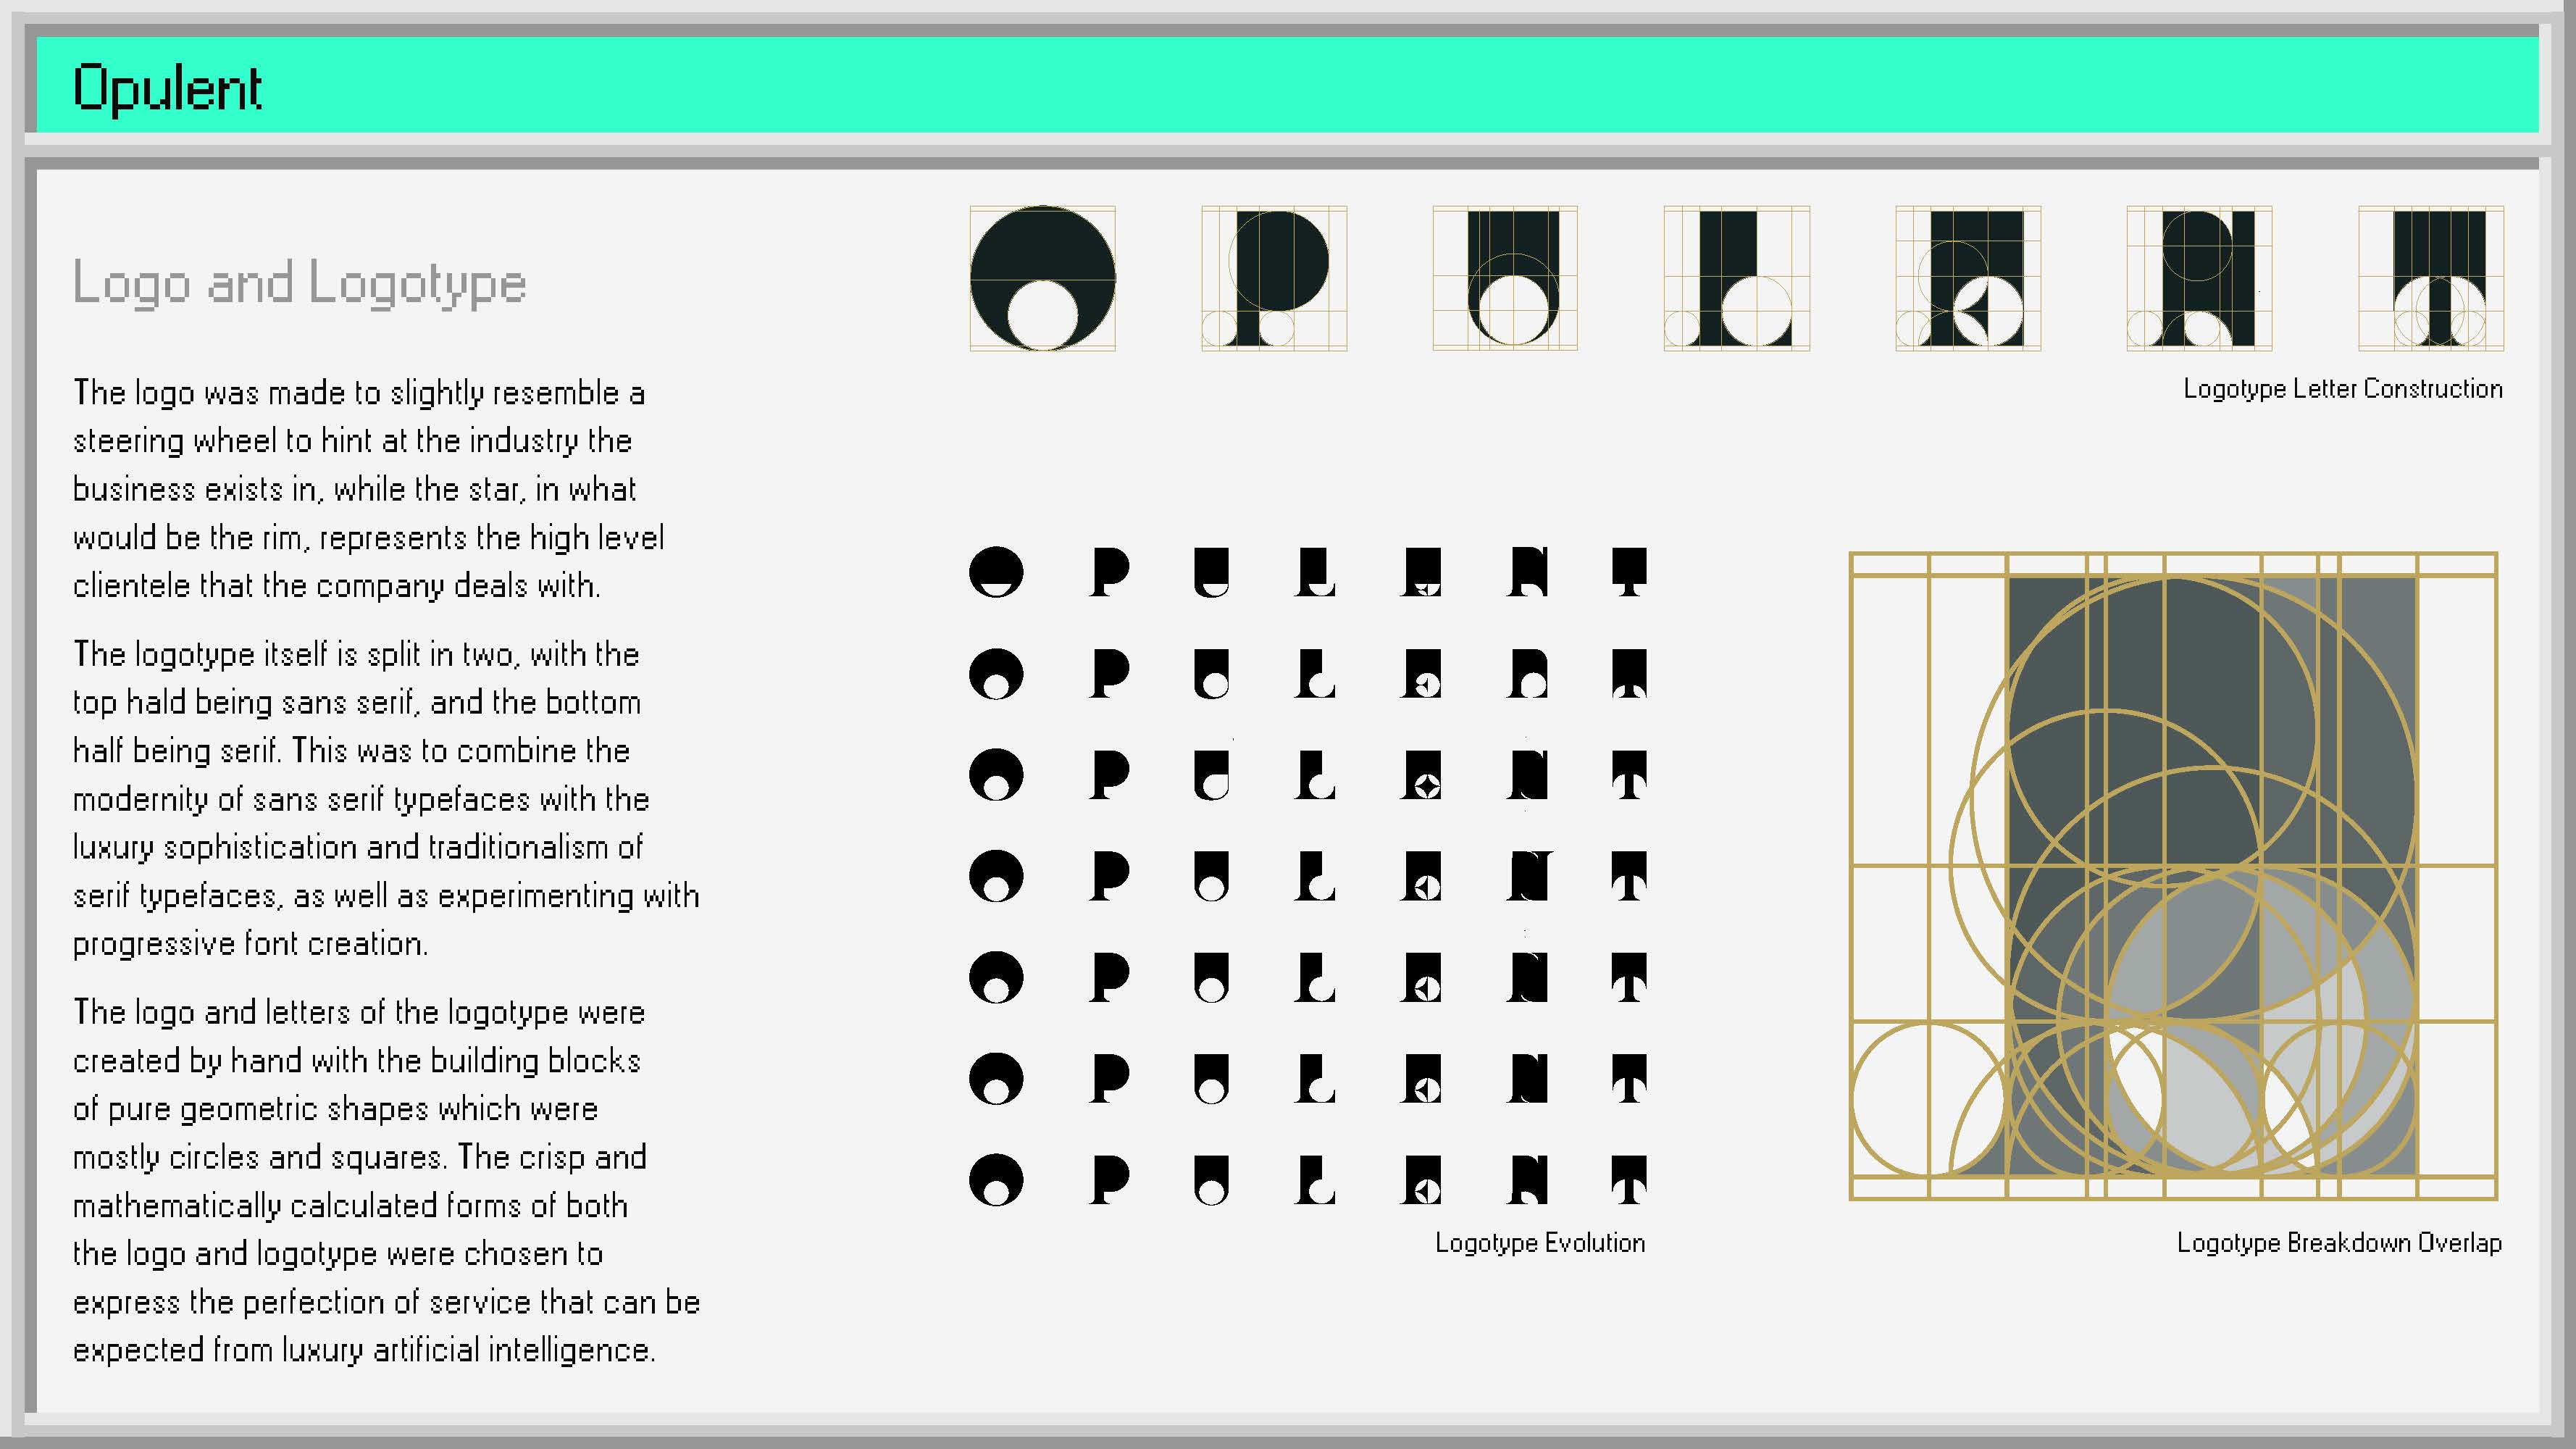 Opulent
Logo and Logotype
The logo was made to slightly resemble a
steering wheel to hint at the industry the
business exists in, while the star, in what
would be the rim, represents the high level
clientele that the company deals with.
The logotype itself is split in two, with the
top hald being sans serif, and the bottom
half being serif. This was to combine the
modernity of sans serif typefaces with the
luxury sophistication and traditionalism of
serif typefaces, as well as experimenting with
progressive font creation.
The logo and letters of the logotype were
created by hand with the building blocks
of pure geometric shapes which were
mostly circles and squares. The crisp and
mathematically calculated forms of both
the logo and logotype were chosen to
express the perfection of service that can be
expected from luxury artificial intelligence.
O P U L E N T
Logotype Letter Construction
O P U L E N T
O P U L E N T
O P U L E N T
O P U L E N T
O P U L E N T
O P U L E N T
O P U L E N T
Logotype Evolution
Logotype Breakdown Overlap